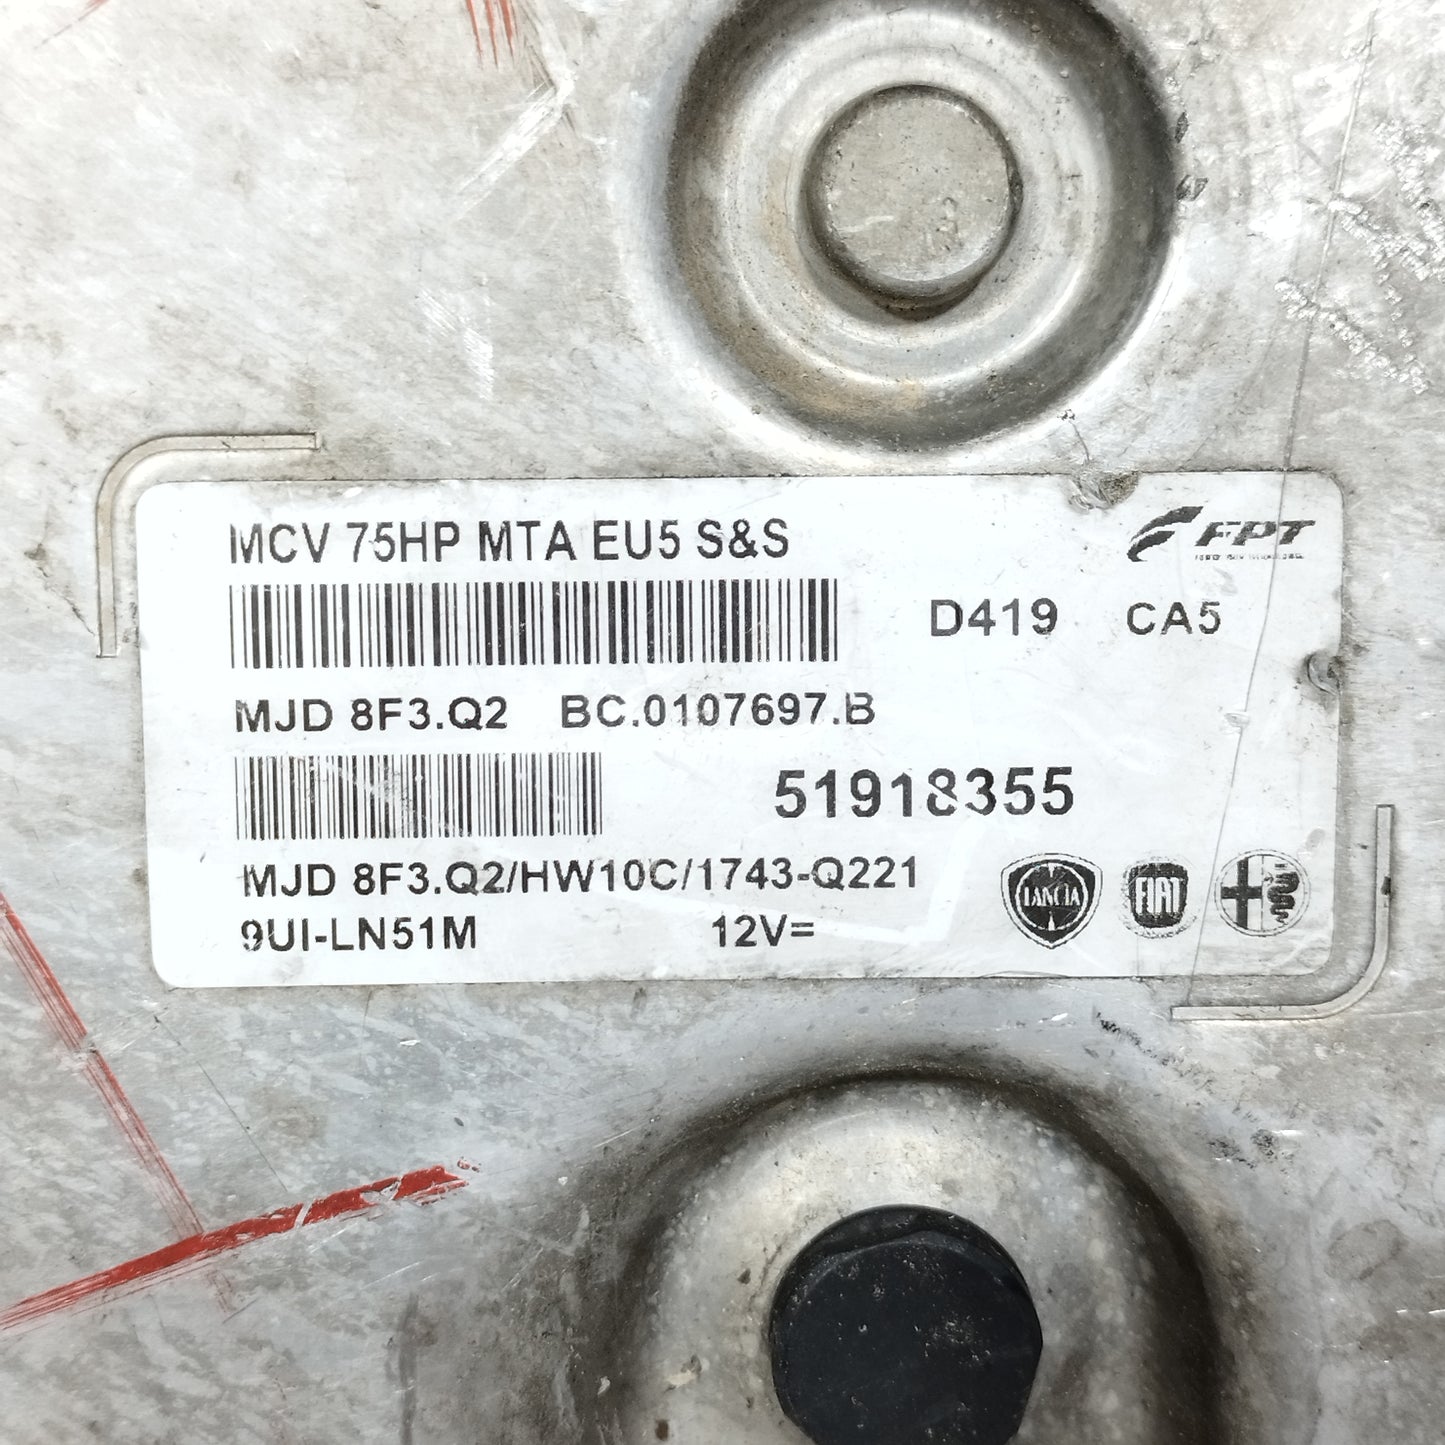 MCV 75HP MTA EU5 S&S
FPT
D419 CA5
MJD 8F3.Q2 BC.0107697.B
51918355
MJD 8F3.Q2/HW10C/1743-Q221
9UI-LN51M 12V=
LANCIA FIAT